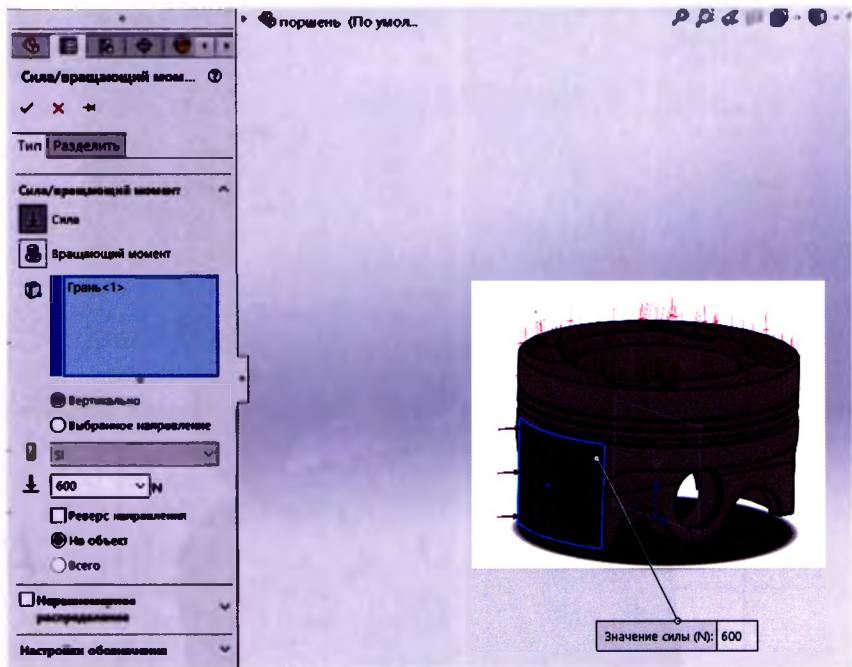 поршень (По умол...
Сила/вращающий мом...
Тип
Разделить
Сила/вращающий момент
Сила
Вращающий момент
Грань<1>
Вертикально
Выбранное направление
SI
600
N
Реверс направления
На объект
Всего
Неравномерное
распределение
Настройки обозначения
Значение силы (N): 600